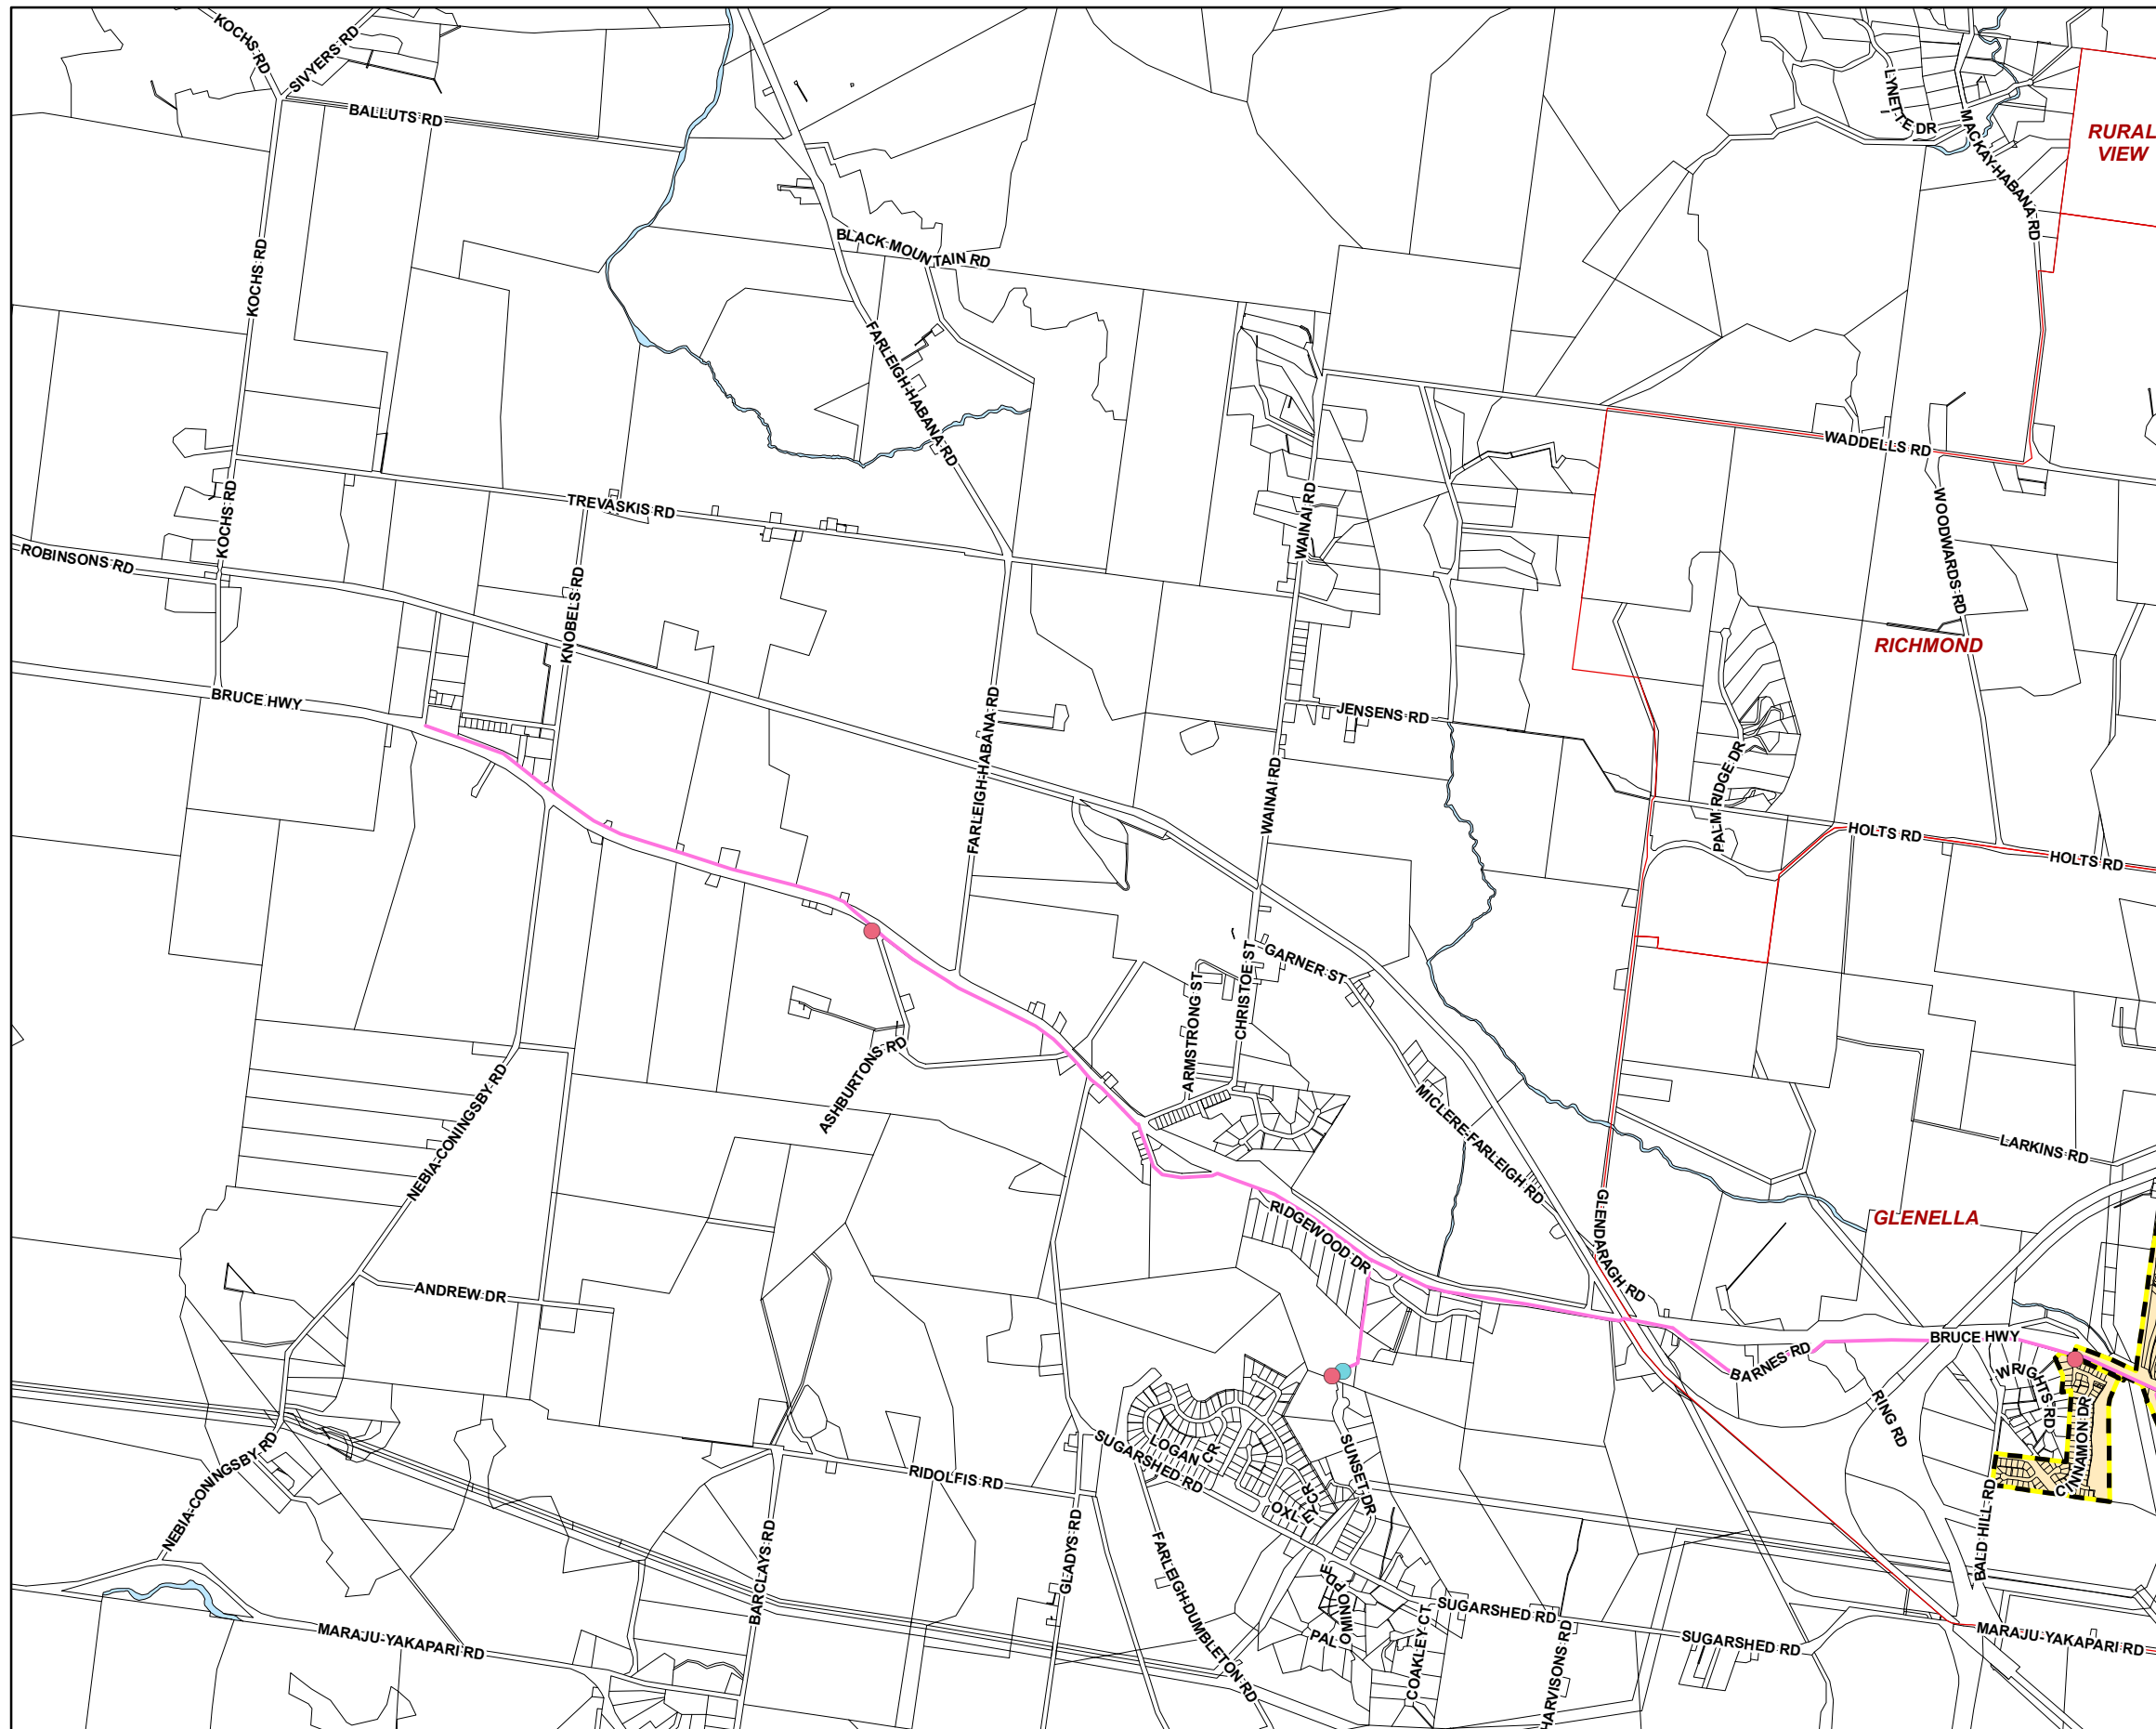 KOCHS RD
SIVYERS RD
BALLUTS RD
LYNETTE DR
MACKAY-HABANA RD
RURAL
VIEW
KOCHS RD
BLACK MOUNTAIN RD
FARLEIGH-HABANA RD
WADDELLS RD
KOCHS RD
TREVASKIS RD
WAINAI RD
WOODWARDS RD
ROBINSONS RD
KNOBELS RD
RICHMOND
BRUCE HWY
FARLEIGH-HABANA RD
JENSENS RD
WAINAI RD
PALM RIDGE DR
HOLTS RD
HOLTS RD
GARNER ST
ARMSTRONG ST
CHRISTOE ST
ASHBURTONS RD
NEBIA-CONINGSBY RD
MICLERE-FARLEIGH RD
LARKINS RD
GLENDARAGH RD
GLENELLA
RIDGEWOOD DR
ANDREW DR
BRUCE HWY
BARNES RD
WRIGHTS RD
RING RD
CINNAMON DR
LOGAN CR
SUGARSHED RD
SUNSET DR
NEBIA-CONINGSBY RD
RIDOLFIS RD
OXLEY CR
BALD HILL RD
GLADYS RD
BARCLAYS RD
FARLEIGH-DUMBLETON RD
PALOMINO PDE
SUGARSHED RD
COAKLEY CT
HARVISONS RD
SUGARSHED RD
MARAJU-YAKAPARI RD
MARAJU-YAKAPARI RD